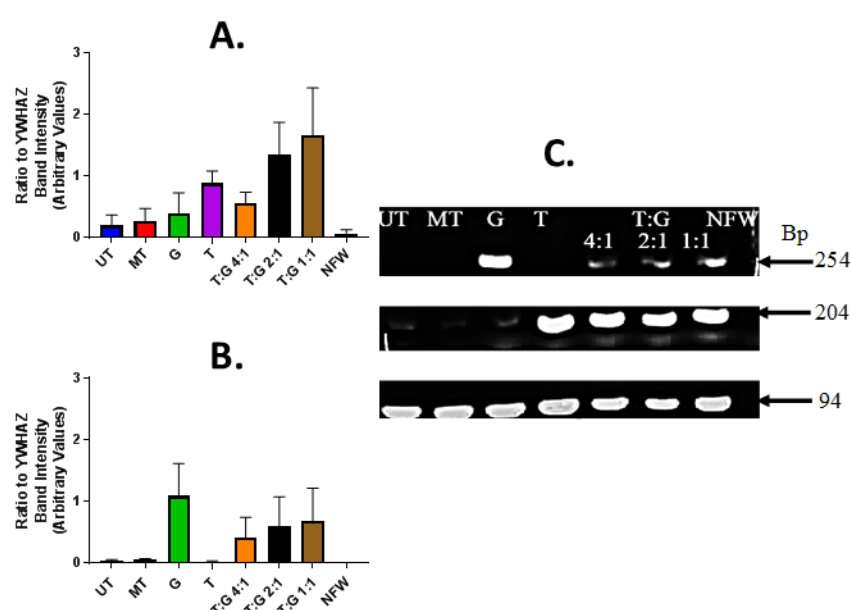 A.
Ratio to YWHAZ
Band Intensity
(Arbitrary Values)
3
2
1
0
UT
MT
G
T
T:G 4:1
T:G 2:1
T:G 1:1
NFW
B.
Ratio to YWHAZ
Band Intensity
(Arbitrary Values)
3
2
1
0
UT
MT
G
T
T:G 4:1
T:G 2:1
T:G 1:1
NFW
C.
UT MT G T T:G NFW
4:1 2:1 1:1
Bp
254
204
94